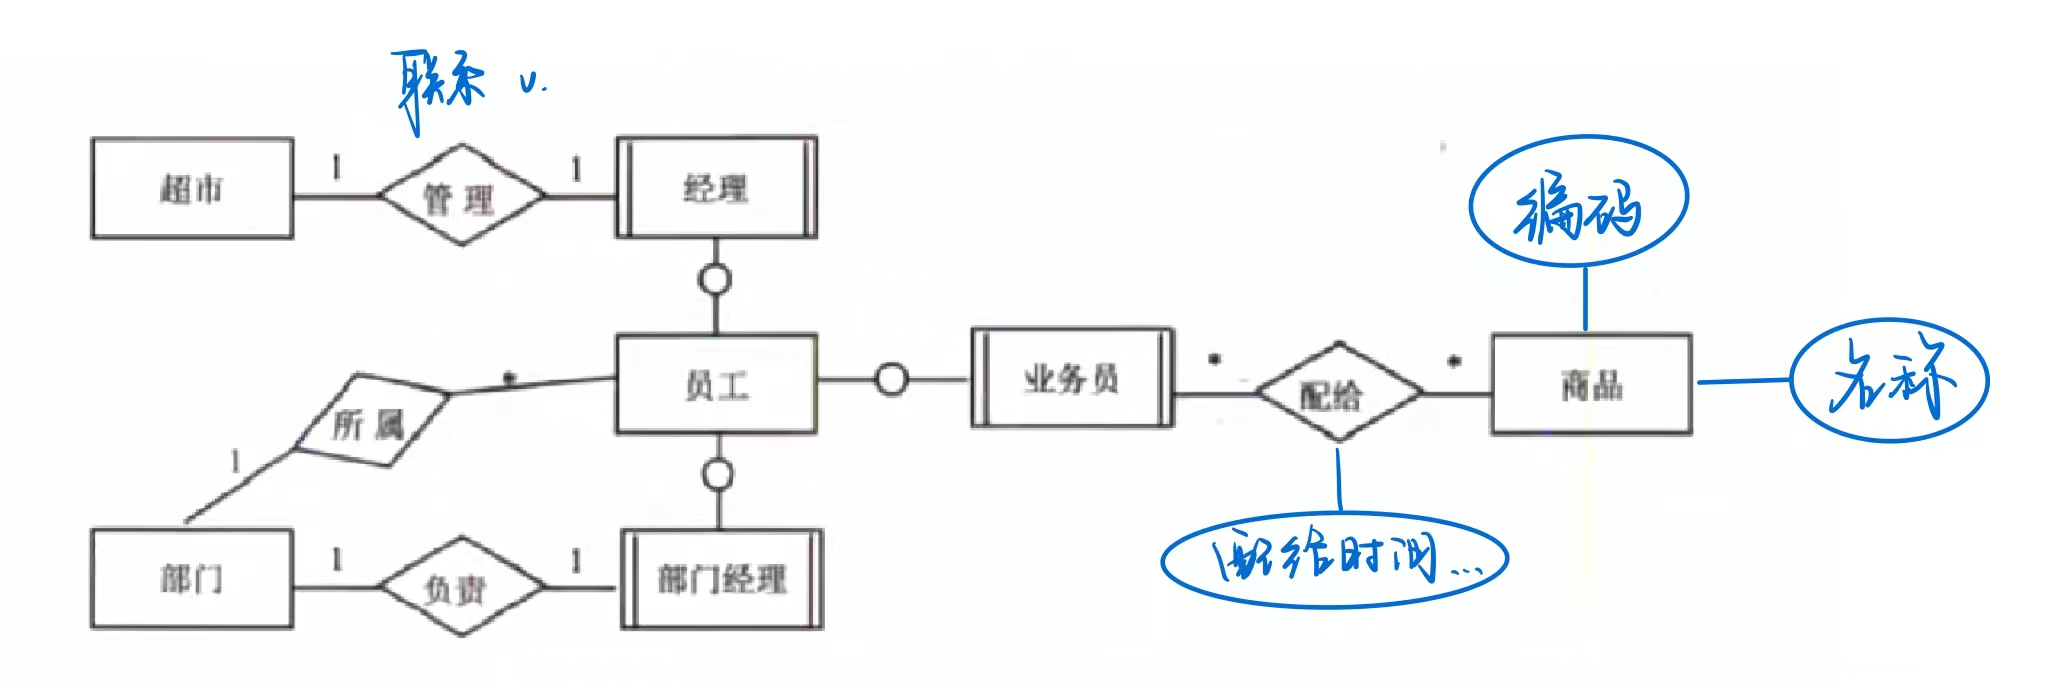 联系 v.
超市
1
管理
1
经理
编码
员工
业务员
*
配给
*
商品
名称
*
所属
1
部门
1
负责
1
部门经理
配给时间...